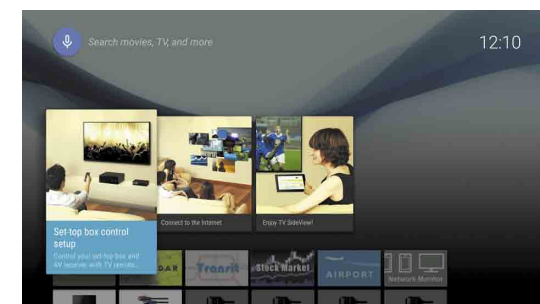 Search movies, TV, and more
12:10
Set-top box control
setup
Control your set-top box and
AV receiver with TV remote...
Connect to the Internet
Enjoy TV SideView!
DAR
Transit
Stock Market
AIRPORT
Network Monitor